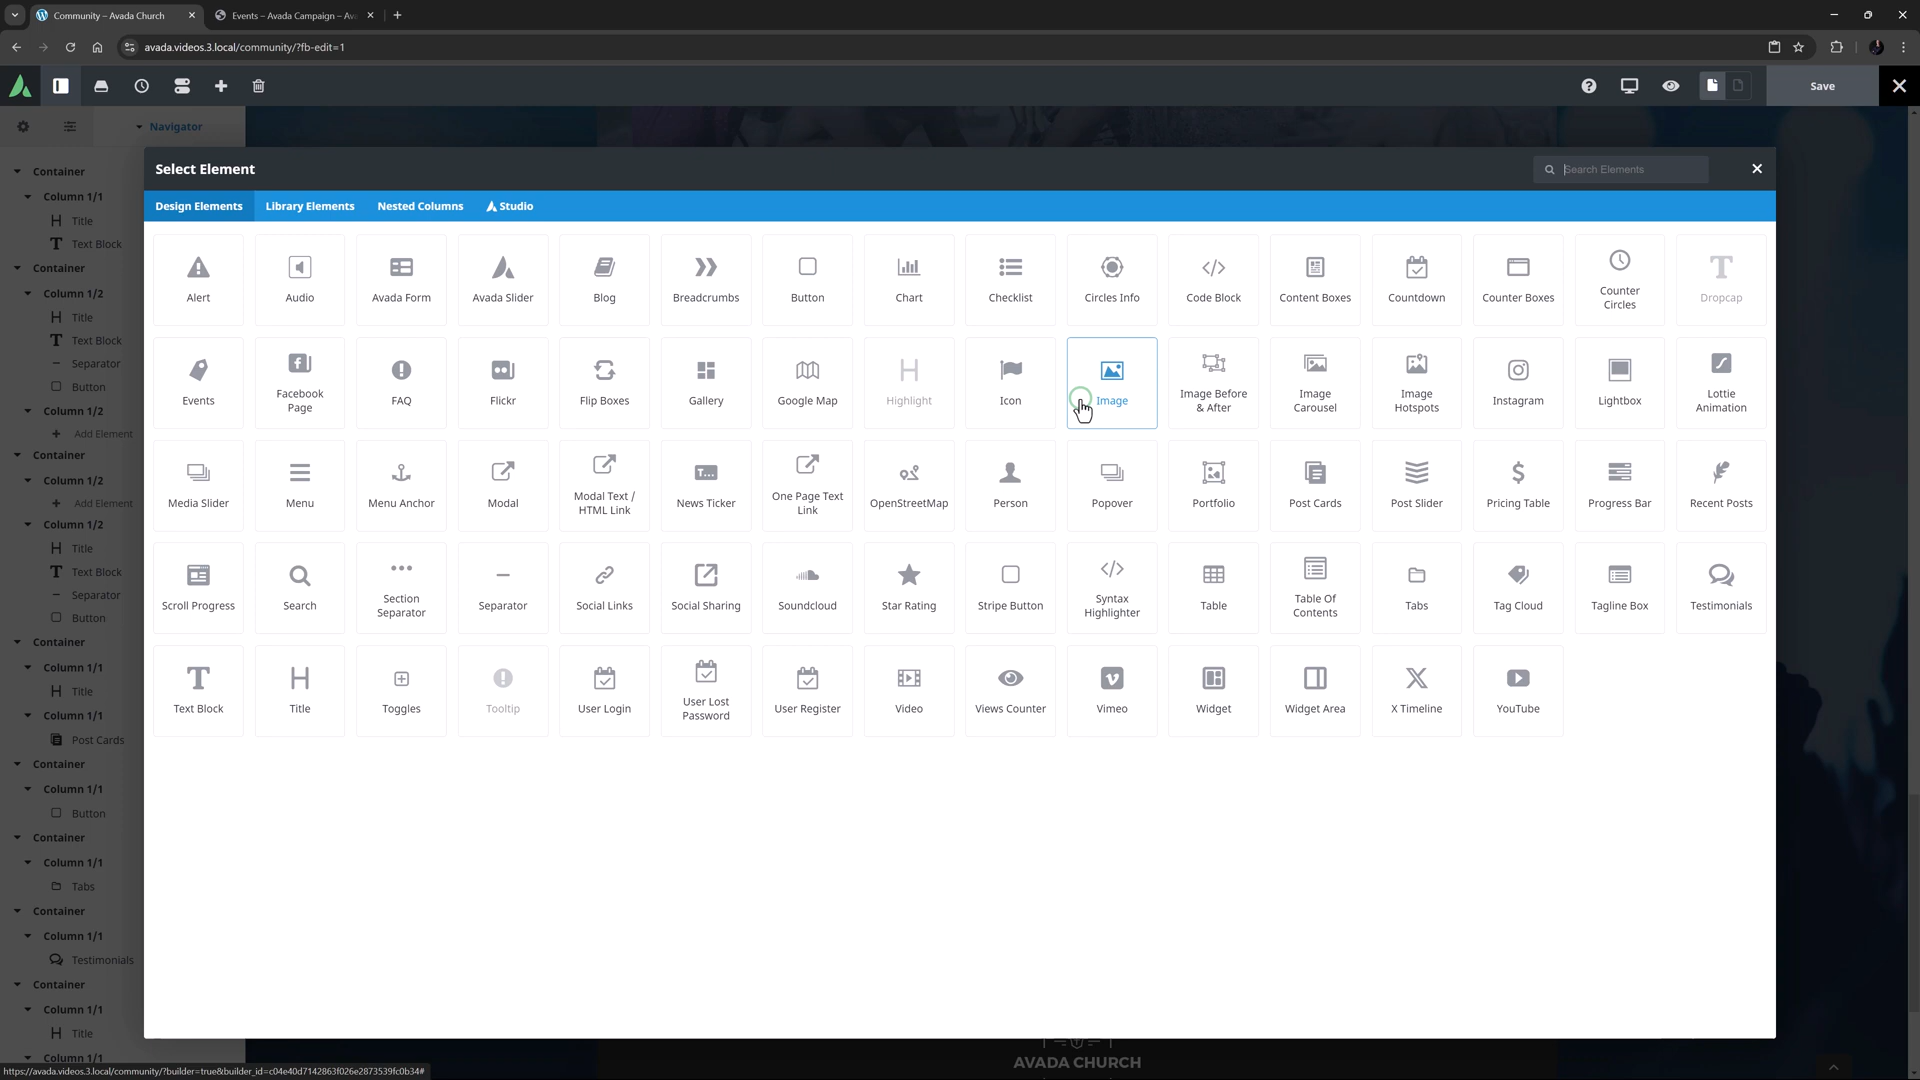 Community – Avada Church
Events – Avada Campaign – Av
avada.videos.3.local/community/?fb-edit=1
Save
Navigator
Container
Column 1/1
Title
Text Block
Container
Column 1/2
Title
Text Block
Separator
Button
Column 1/2
Add Element
Container
Column 1/2
Add Element
Column 1/2
Title
Text Block
Separator
Button
Container
Column 1/1
Title
Column 1/1
Post Cards
Container
Column 1/1
Button
Container
Column 1/1
Tabs
Container
Column 1/1
Testimonials
Container
Column 1/1
Title
Column 1/1
Select Element
Search Elements
Design Elements
Library Elements
Nested Columns
Studio
Alert
Audio
Avada Form
Avada Slider
Blog
Breadcrumbs
Button
Chart
Checklist
Circles Info
Code Block
Content Boxes
Countdown
Counter Boxes
Counter
Circles
Dropcap
Events
Facebook
Page
FAQ
Flickr
Flip Boxes
Gallery
Google Map
Highlight
Icon
Image
Image Before
& After
Image
Carousel
Image
Hotspots
Instagram
Lightbox
Lottie
Animation
Media Slider
Menu
Menu Anchor
Modal
Modal Text /
HTML Link
News Ticker
One Page Text
Link
OpenStreetMap
Person
Popover
Portfolio
Post Cards
Post Slider
Pricing Table
Progress Bar
Recent Posts
Scroll Progress
Search
Section
Separator
Separator
Social Links
Social Sharing
Soundcloud
Star Rating
Stripe Button
Syntax
Highlighter
Table
Table Of
Contents
Tabs
Tag Cloud
Tagline Box
Testimonials
Text Block
Title
Toggles
Tooltip
User Login
User Lost
Password
User Register
Video
Views Counter
Vimeo
Widget
Widget Area
X Timeline
YouTube
AVADA CHURCH
https://avada.videos.3.local/community/?builder=true&builder_id=c04e40d7142863f026e2873539fc0b34#